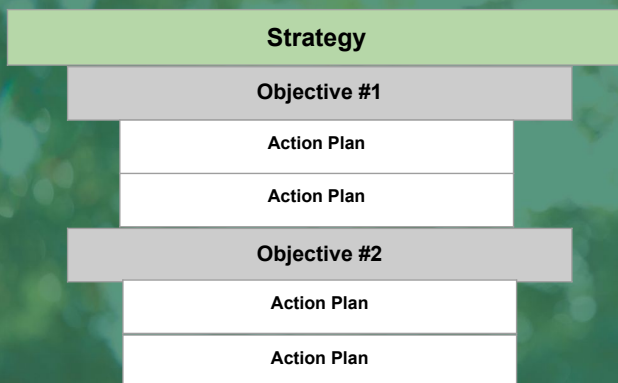 Strategy
Objective #1
Action Plan
Action Plan
Objective #2
Action Plan
Action Plan